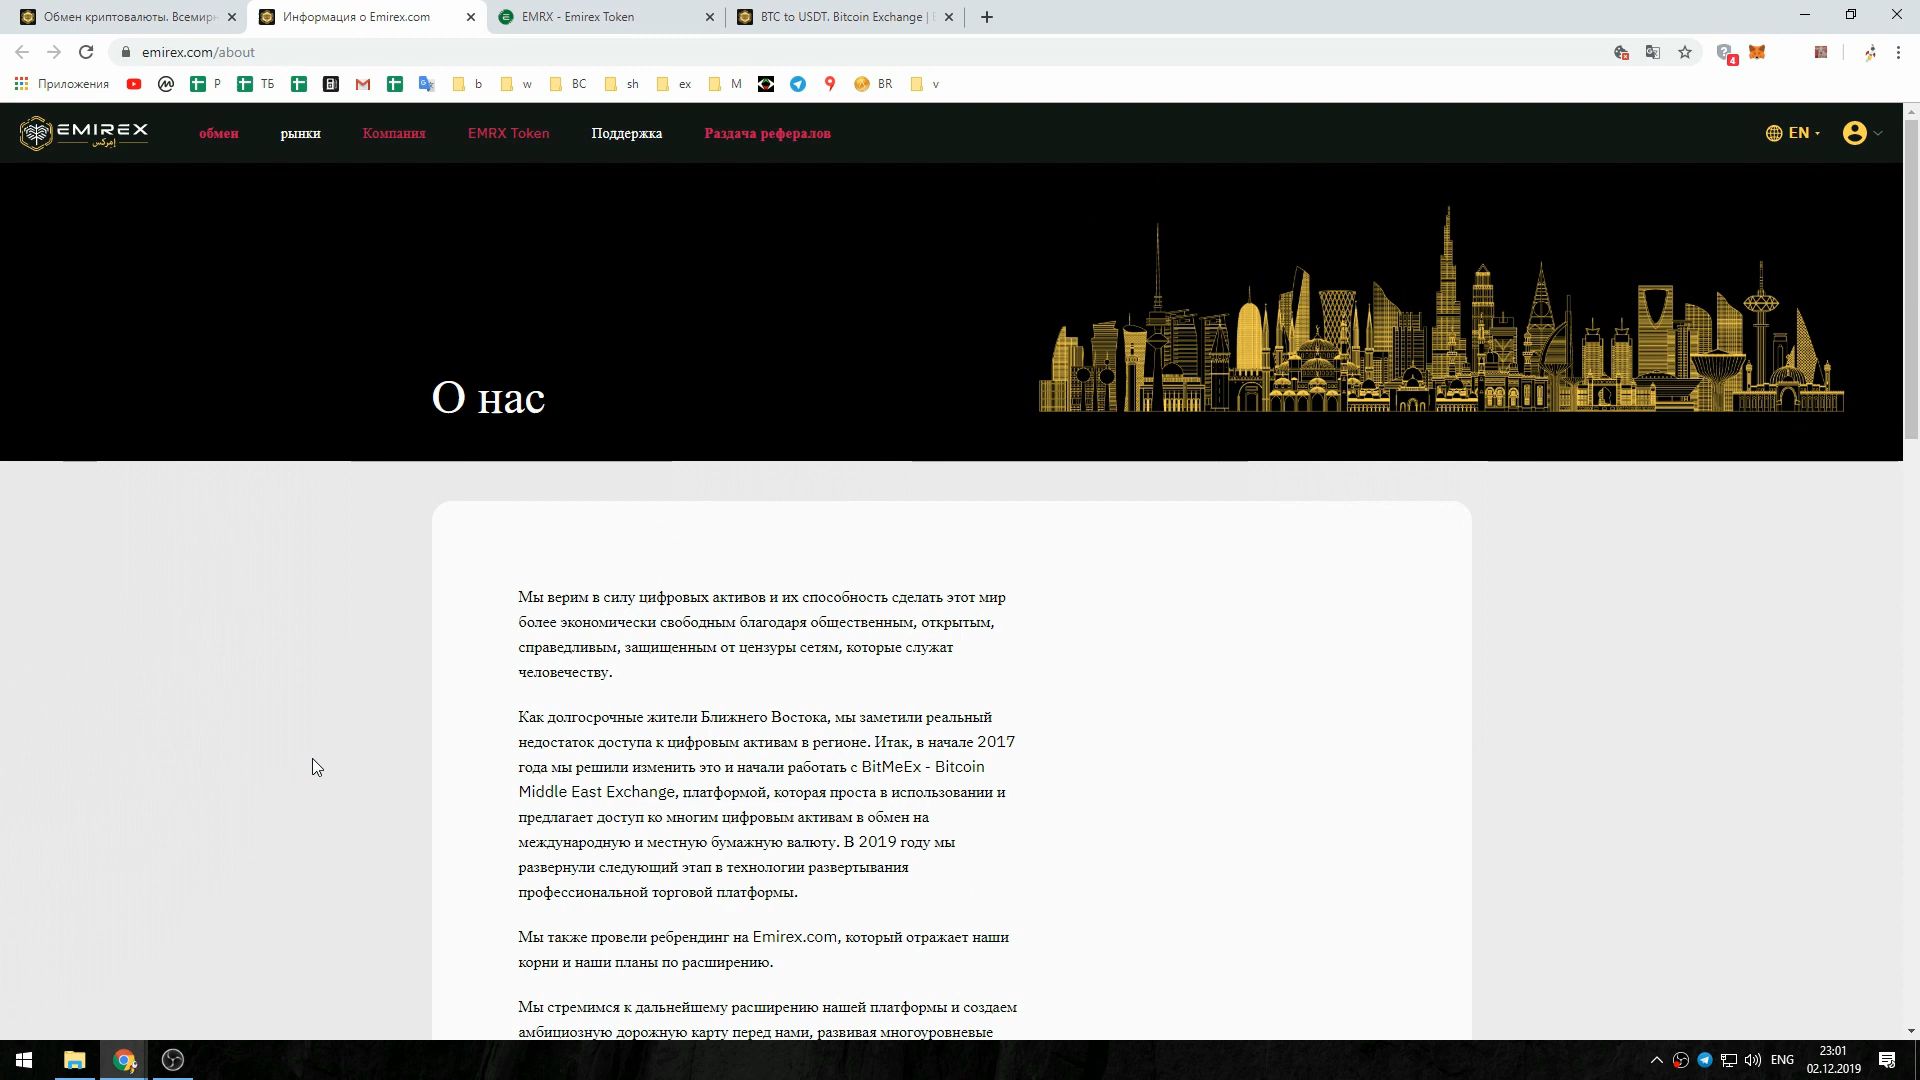 Обмен криптовалюты. Всемирн
Информация о Emirex.com
EMRX - Emirex Token
BTC to USDT. Bitcoin Exchange |
emirex.com/about
4
Приложения
P
ТБ
b
w
BC
sh
ex
M
BR
v
EMIREX
إمركس
обмен
рынки
Компания
EMRX Token
Поддержка
Раздача рефералов
EN
О нас
Мы верим в силу цифровых активов и их способность сделать этот мир
более экономически свободным благодаря общественным, открытым,
справедливым, защищенным от цензуры сетям, которые служат
человечеству.
Как долгосрочные жители Ближнего Востока, мы заметили реальный
недостаток доступа к цифровым активам в регионе. Итак, в начале 2017
года мы решили изменить это и начали работать с BitMeEx - Bitcoin
Middle East Exchange, платформой, которая проста в использовании и
предлагает доступ ко многим цифровым активам в обмен на
международную и местную бумажную валюту. В 2019 году мы
развернули следующий этап в технологии развертывания
профессиональной торговой платформы.
Мы также провели ребрендинг на Emirex.com, который отражает наши
корни и наши планы по расширению.
Мы стремимся к дальнейшему расширению нашей платформы и создаем
амбициозную дорожную карту перед нами, развивая многоуровневые
ENG
23:01
02.12.2019